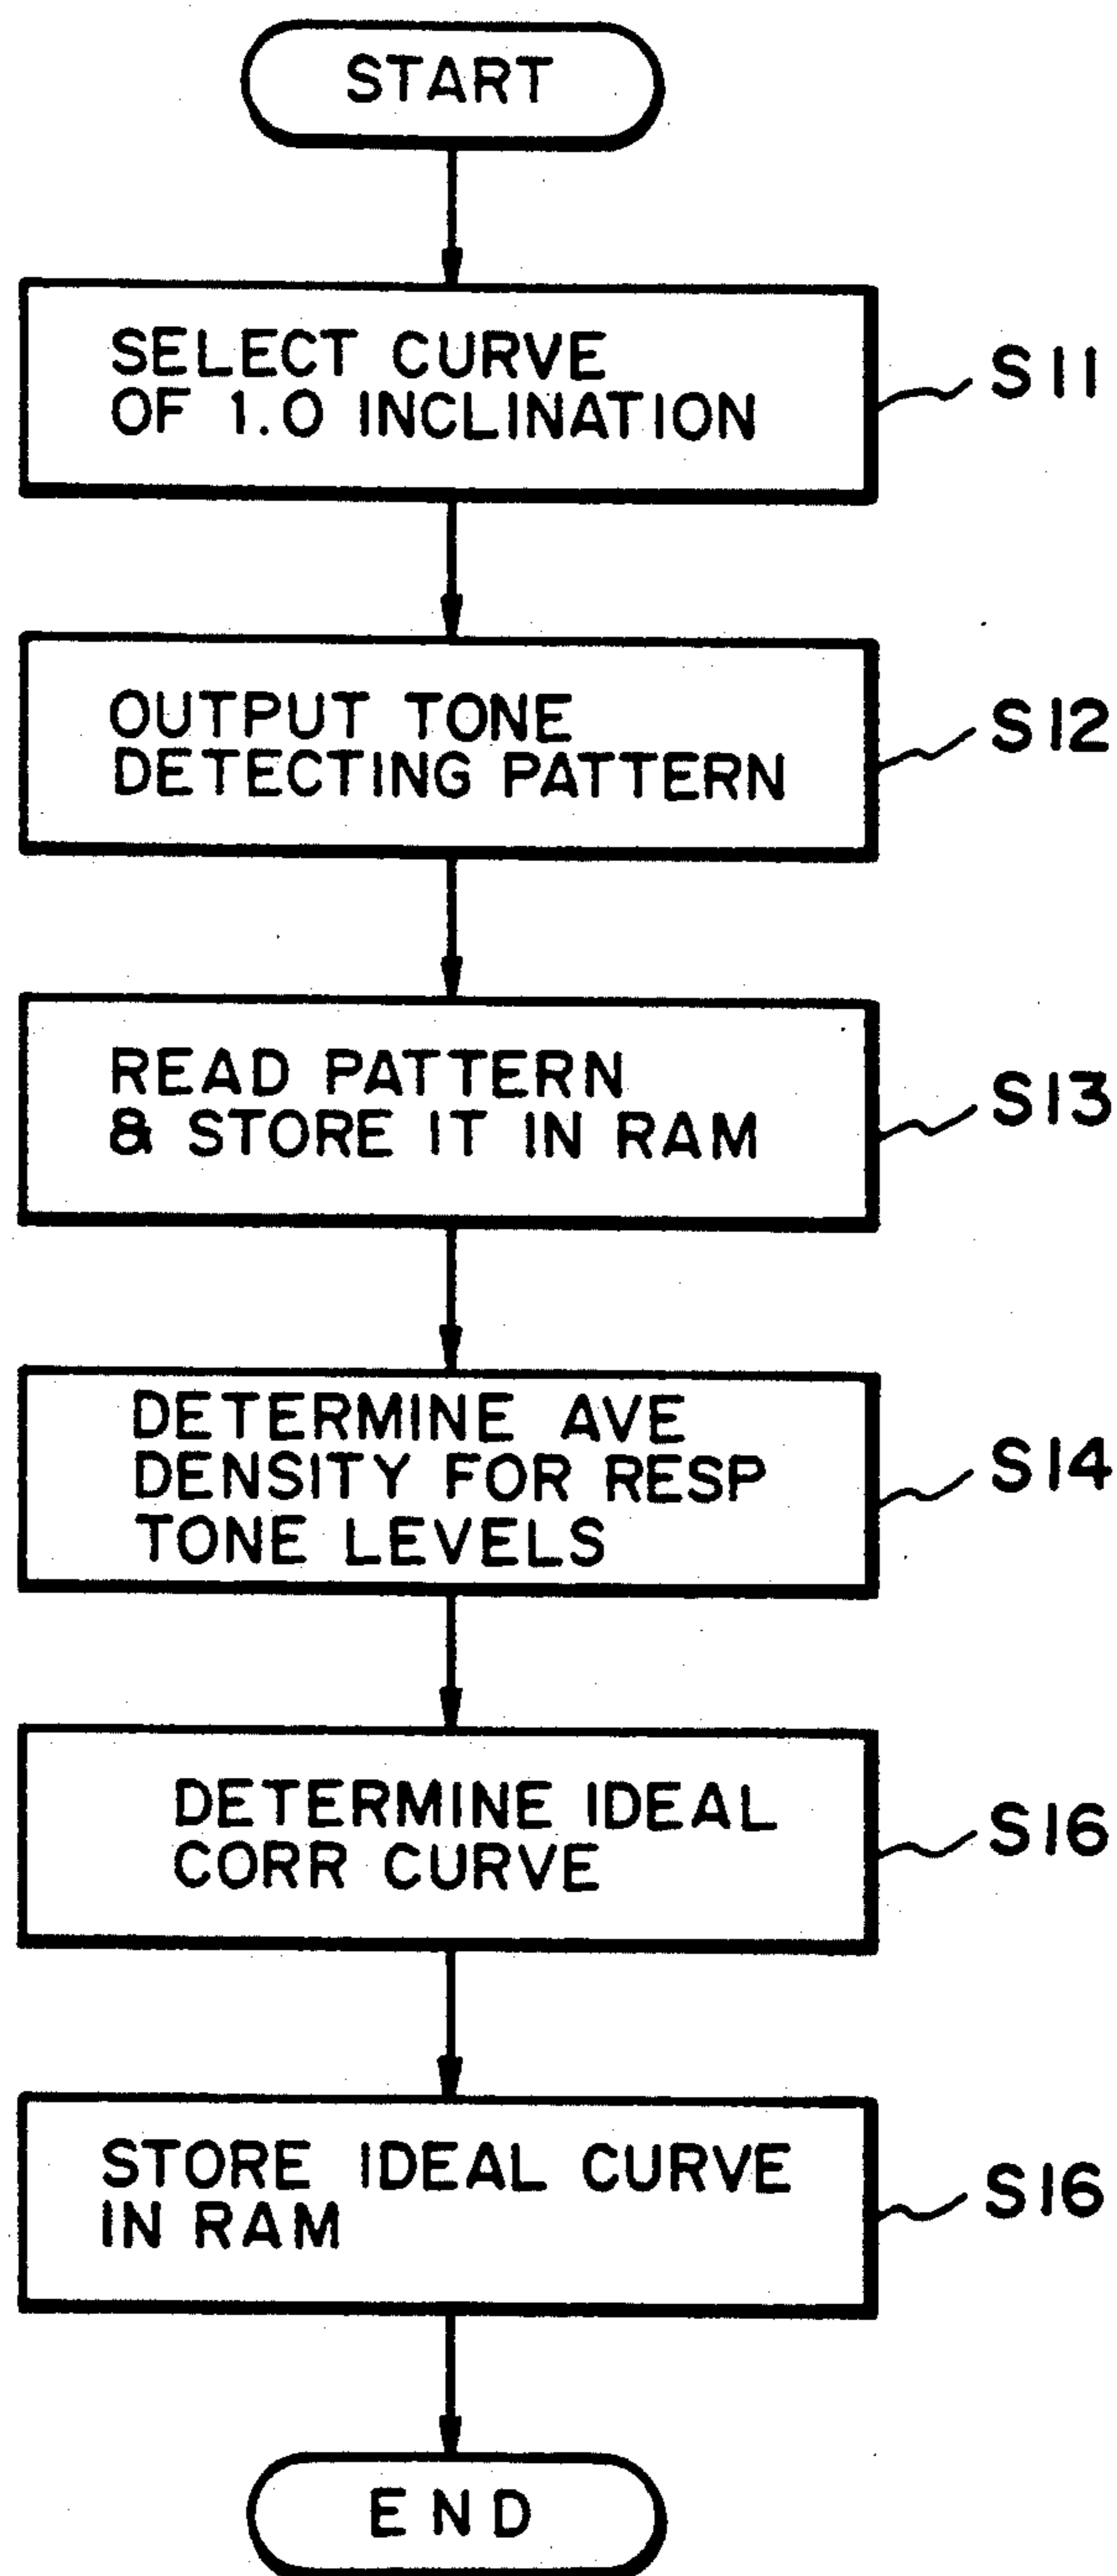 START
SELECT CURVE
OF 1.0 INCLINATION
S11
OUTPUT TONE
DETECTING PATTERN
S12
READ PATTERN
& STORE IT IN RAM
S13
DETERMINE AVE
DENSITY FOR RESP
TONE LEVELS
S14
DETERMINE IDEAL
CORR CURVE
S16
STORE IDEAL CURVE
IN RAM
S16
END